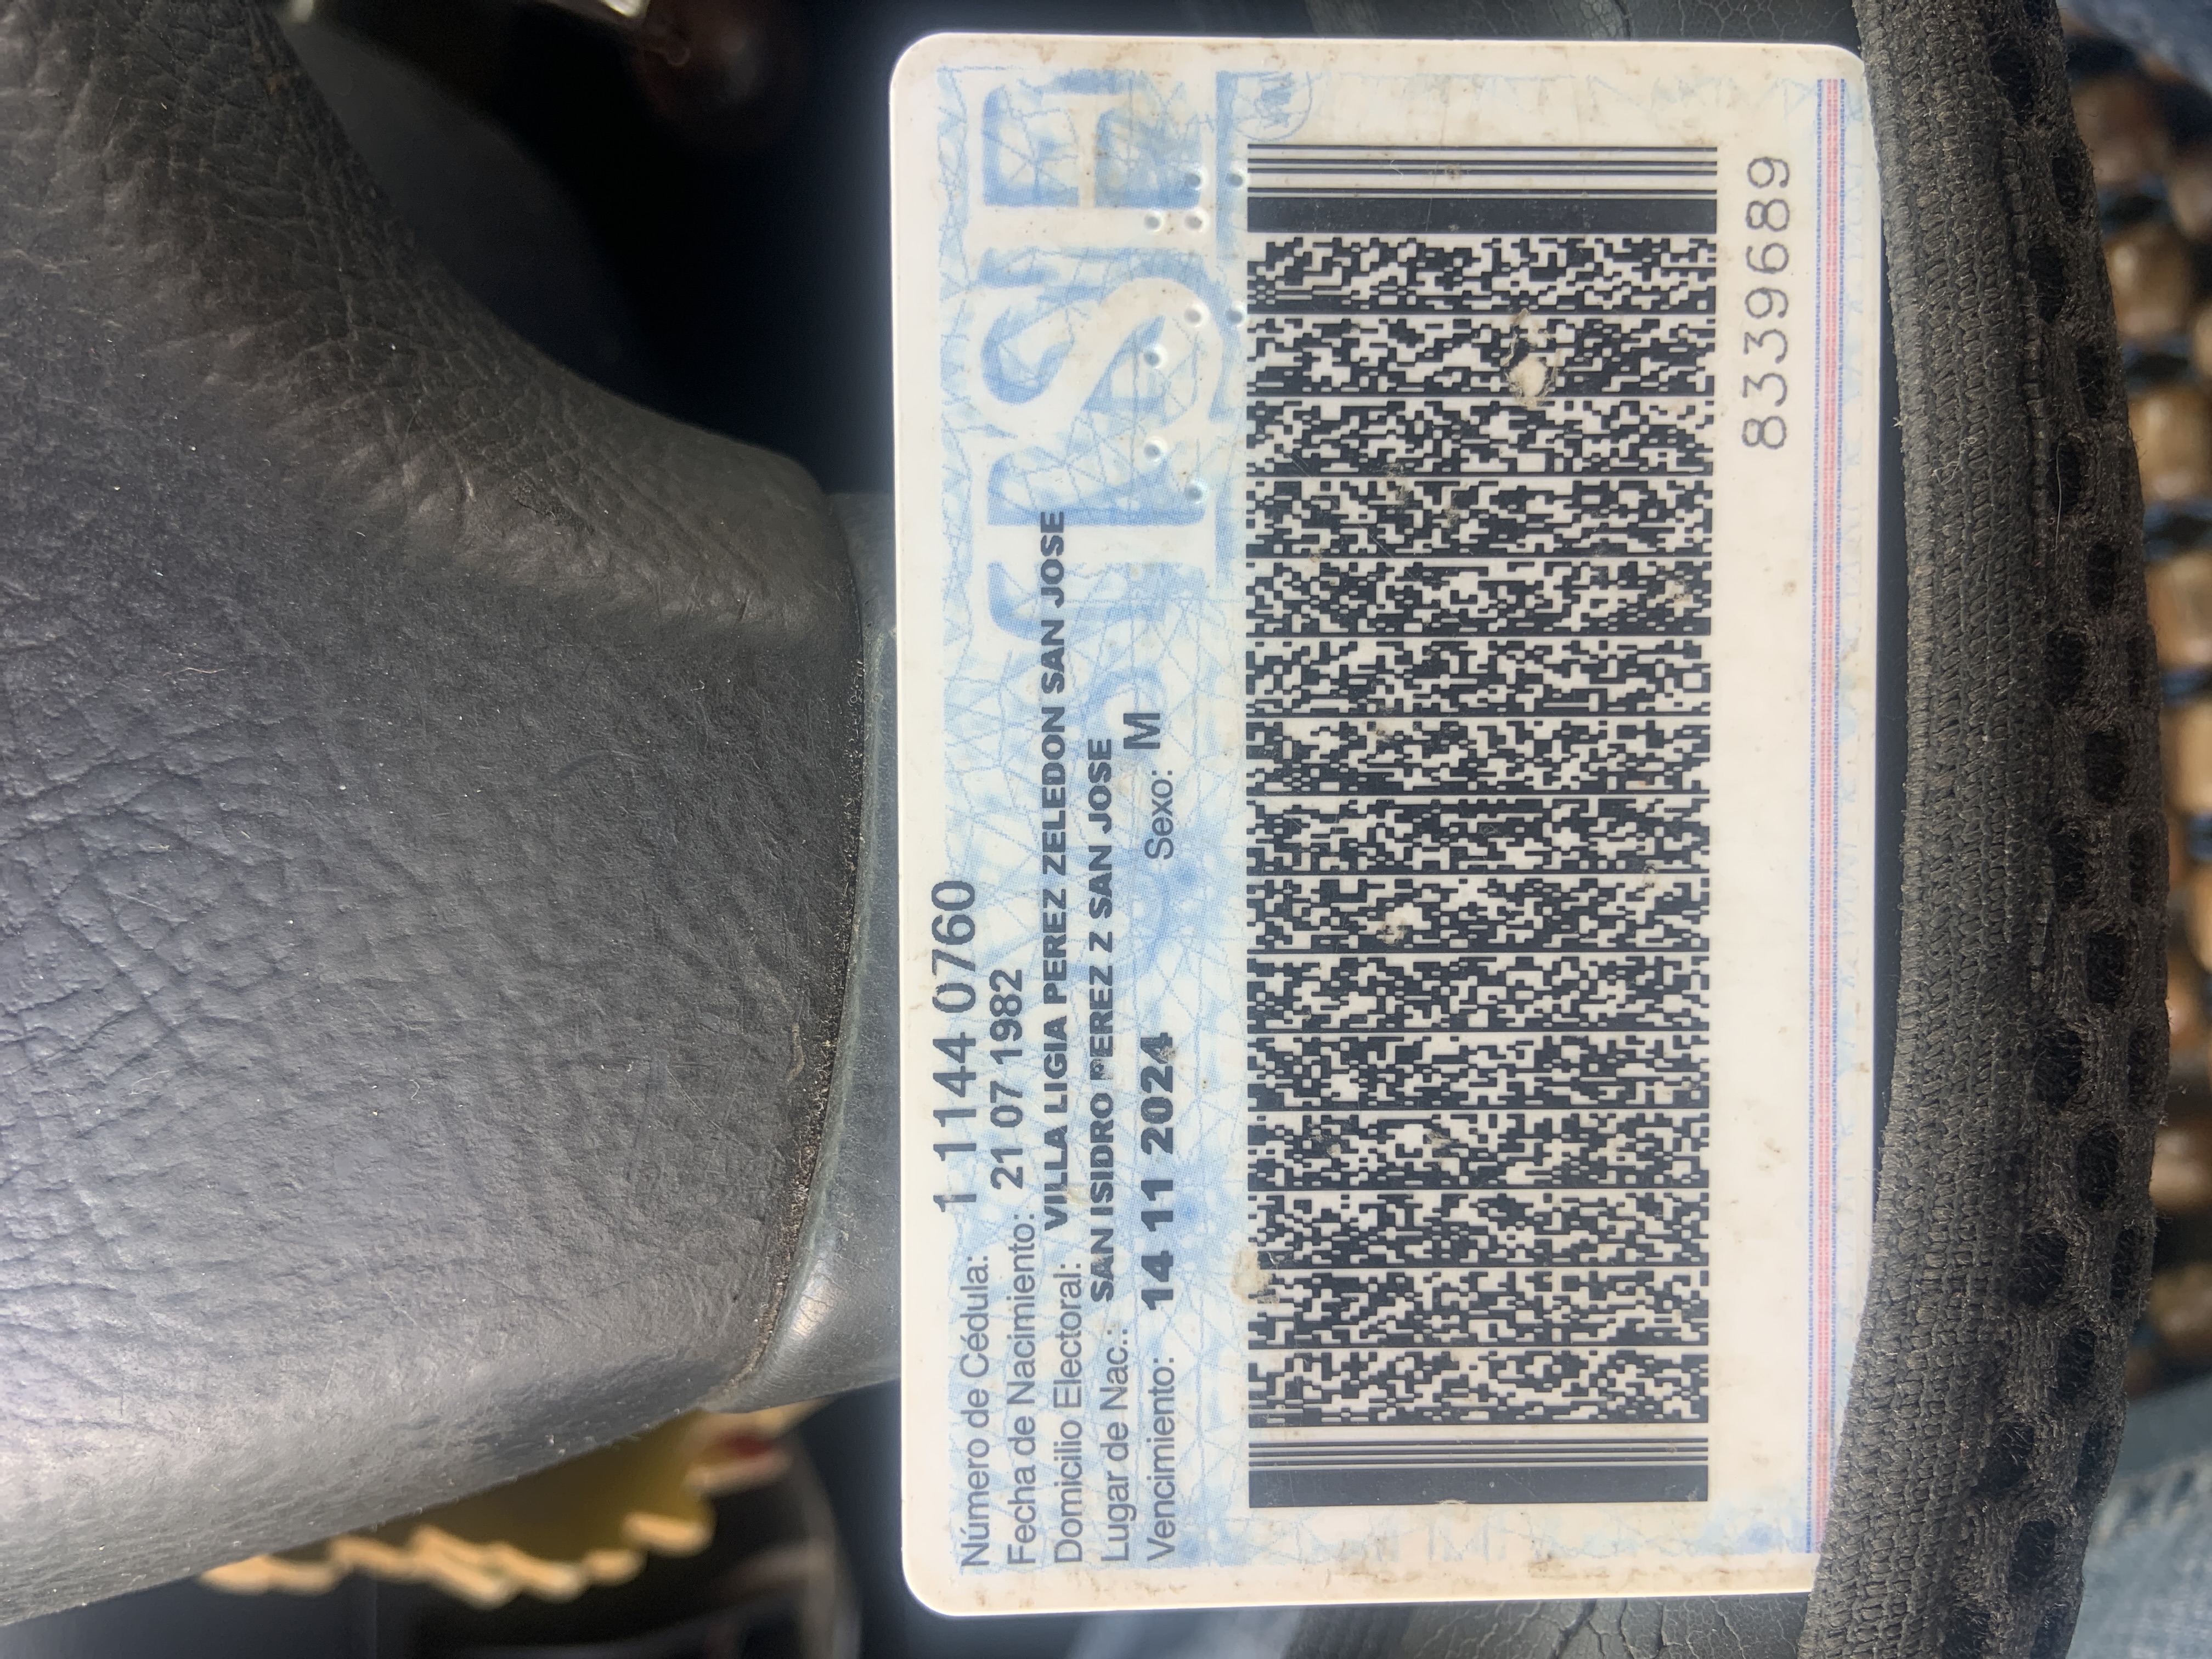 Número de Cédula: 1 1144 0760
Fecha de Nacimiento: 21 07 1982
Domicilio Electoral: VILLA LIGIA PEREZ ZELEDON SAN JOSE
Lugar de Nac.: SAN ISIDRO PEREZ Z SAN JOSE
Vencimiento: 14 11 2024 Sexo: M
TSE
8339689